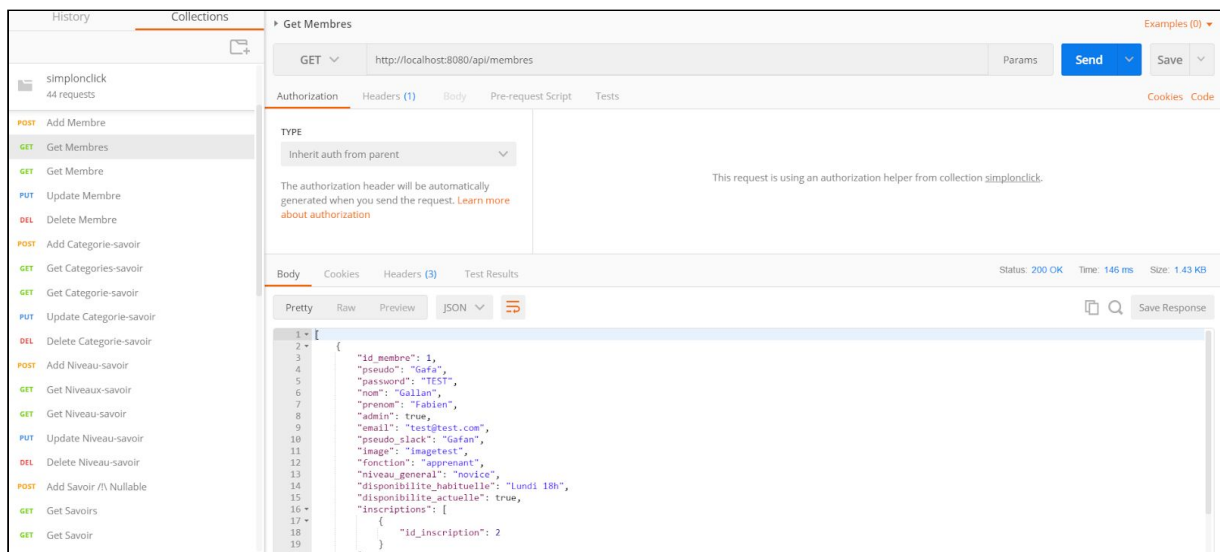 History Collections
simplonclick
44 requests
POST Add Membre
GET Get Membres
GET Get Membre
PUT Update Membre
DEL Delete Membre
POST Add Categorie-savoir
GET Get Categories-savoir
GET Get Categorie-savoir
PUT Update Categorie-savoir
DEL Delete Categorie-savoir
POST Add Niveau-savoir
GET Get Niveaux-savoir
GET Get Niveau-savoir
PUT Update Niveau-savoir
DEL Delete Niveau-savoir
POST Add Savoir /!\ Nullable
GET Get Savoirs
GET Get Savoir
Get Membres Examples (0)
GET http://localhost:8080/api/membres Params Send Save
Authorization Headers (1) Body Pre-request Script Tests Cookies Code
TYPE
Inherit auth from parent
The authorization header will be automatically
generated when you send the request. Learn more
about authorization
This request is using an authorization helper from collection simplonclick.
Body Cookies Headers (3) Test Results Status: 200 OK Time: 146 ms Size: 1.43 KB
Pretty Raw Preview JSON Save Response
1 [
2 {
3 "id_membre": 1,
4 "pseudo": "Gafa",
5 "password": "TEST",
6 "nom": "Gallan",
7 "prenom": "Fabien",
8 "admin": true,
9 "email": "test@test.com",
10 "pseudo_slack": "Gafan",
11 "image": "imagetest",
12 "fonction": "apprenant",
13 "niveau_general": "novice",
14 "disponibilite_habituelle": "Lundi 18h",
15 "disponibilite_actuelle": true,
16 "inscriptions": [
17 {
18 "id_inscription": 2
19 }